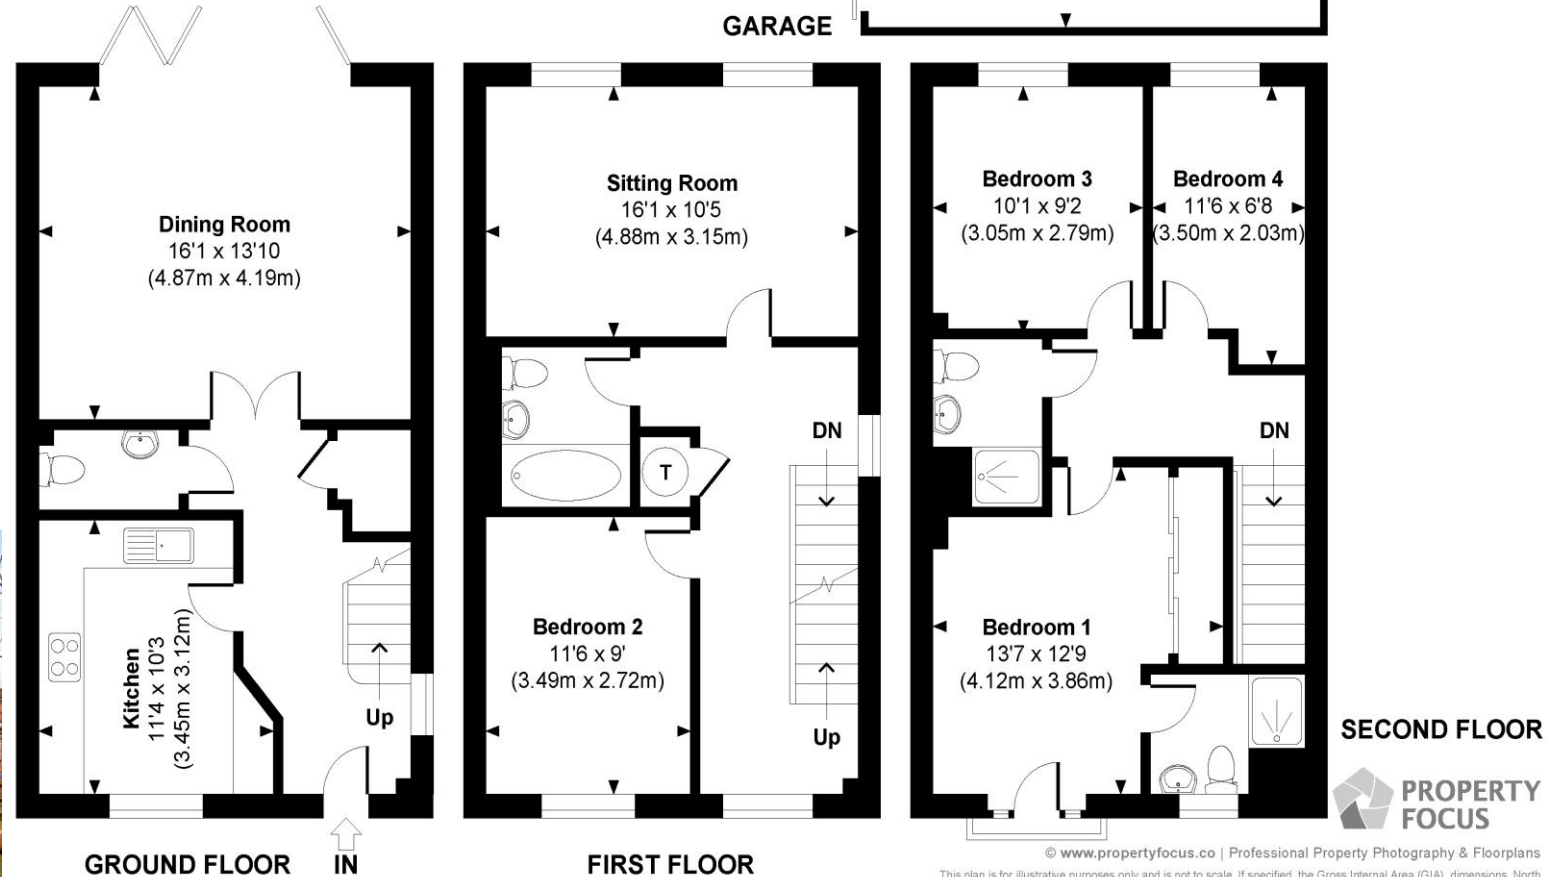 GARAGE
Dining Room
16'1 x 13'10
(4.87m x 4.19m)
Kitchen
11'4 x 10'3
(3.45m x 3.12m)
Up
GROUND FLOOR
IN
Sitting Room
16'1 x 10'5
(4.88m x 3.15m)
DN
T
Bedroom 2
11'6 x 9'
(3.49m x 2.72m)
Up
FIRST FLOOR
Bedroom 3
10'1 x 9'2
(3.05m x 2.79m)
Bedroom 4
11'6 x 6'8
(3.50m x 2.03m)
DN
Bedroom 1
13'7 x 12'9
(4.12m x 3.86m)
SECOND FLOOR
PROPERTY
FOCUS
© www.propertyfocus.co | Professional Property Photography & Floorplans
This plan is for illustrative purposes only and is not to scale. If specified, the Gross Internal Area (GIA), dimensions, North